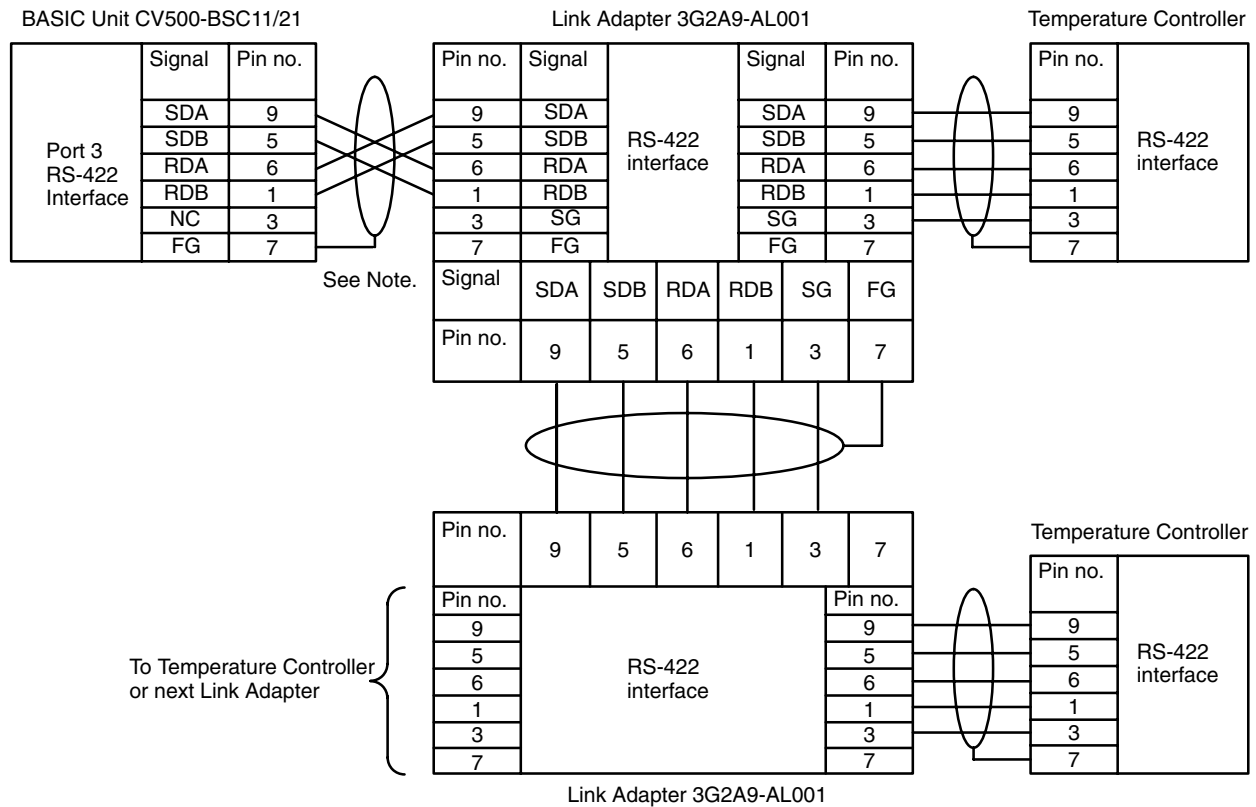 BASIC Unit CV500-BSC11/21
Link Adapter 3G2A9-AL001
Temperature Controller
Port 3
RS-422
Interface
Signal Pin no.
SDA 9
SDB 5
RDA 6
RDB 1
NC 3
FG 7
See Note.
Pin no. Signal
9 SDA
5 SDB
6 RDA
1 RDB
3 SG
7 FG
RS-422
interface
Signal Pin no.
SDA 9
SDB 5
RDA 6
RDB 1
SG 3
FG 7
Pin no.
9
5
6
1
3
7
RS-422
interface
Signal SDA SDB RDA RDB SG FG
Pin no. 9 5 6 1 3 7
Pin no. 9 5 6 1 3 7
To Temperature Controller
or next Link Adapter
Pin no.
9
5
6
1
3
7
RS-422
interface
Pin no.
9
5
6
1
3
7
Temperature Controller
Pin no.
9
5
6
1
3
7
RS-422
interface
Link Adapter 3G2A9-AL001